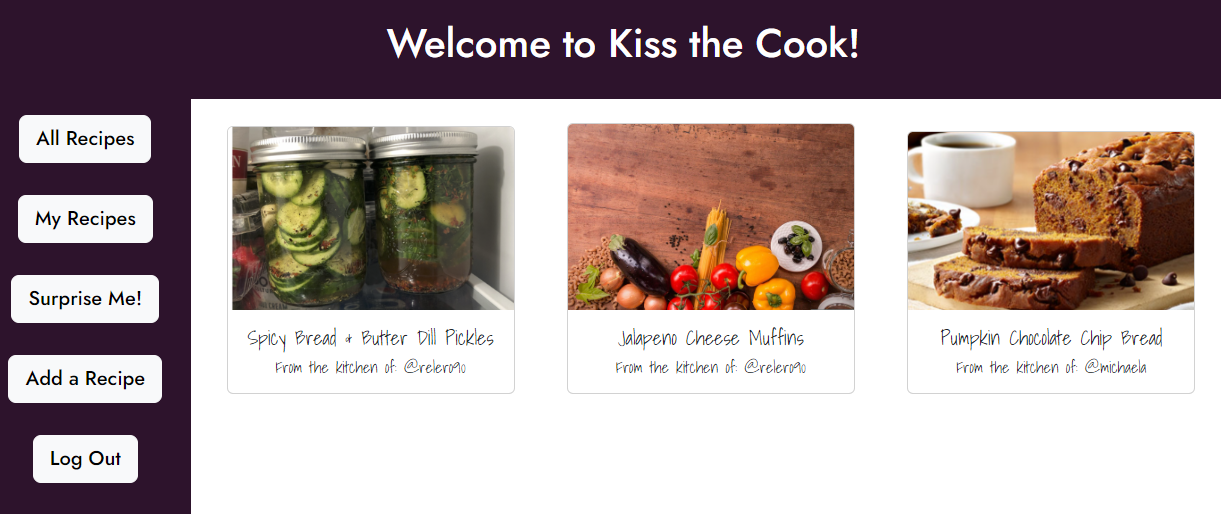 Welcome to Kiss the Cook!
All Recipes
My Recipes
Surprise Me!
Add a Recipe
Log Out
Spicy Bread & Butter Dill Pickles
From the kitchen of: @relero90
Jalapeno Cheese Muffins
From the kitchen of: @relero90
Pumpkin Chocolate Chip Bread
From the kitchen of: @michaela